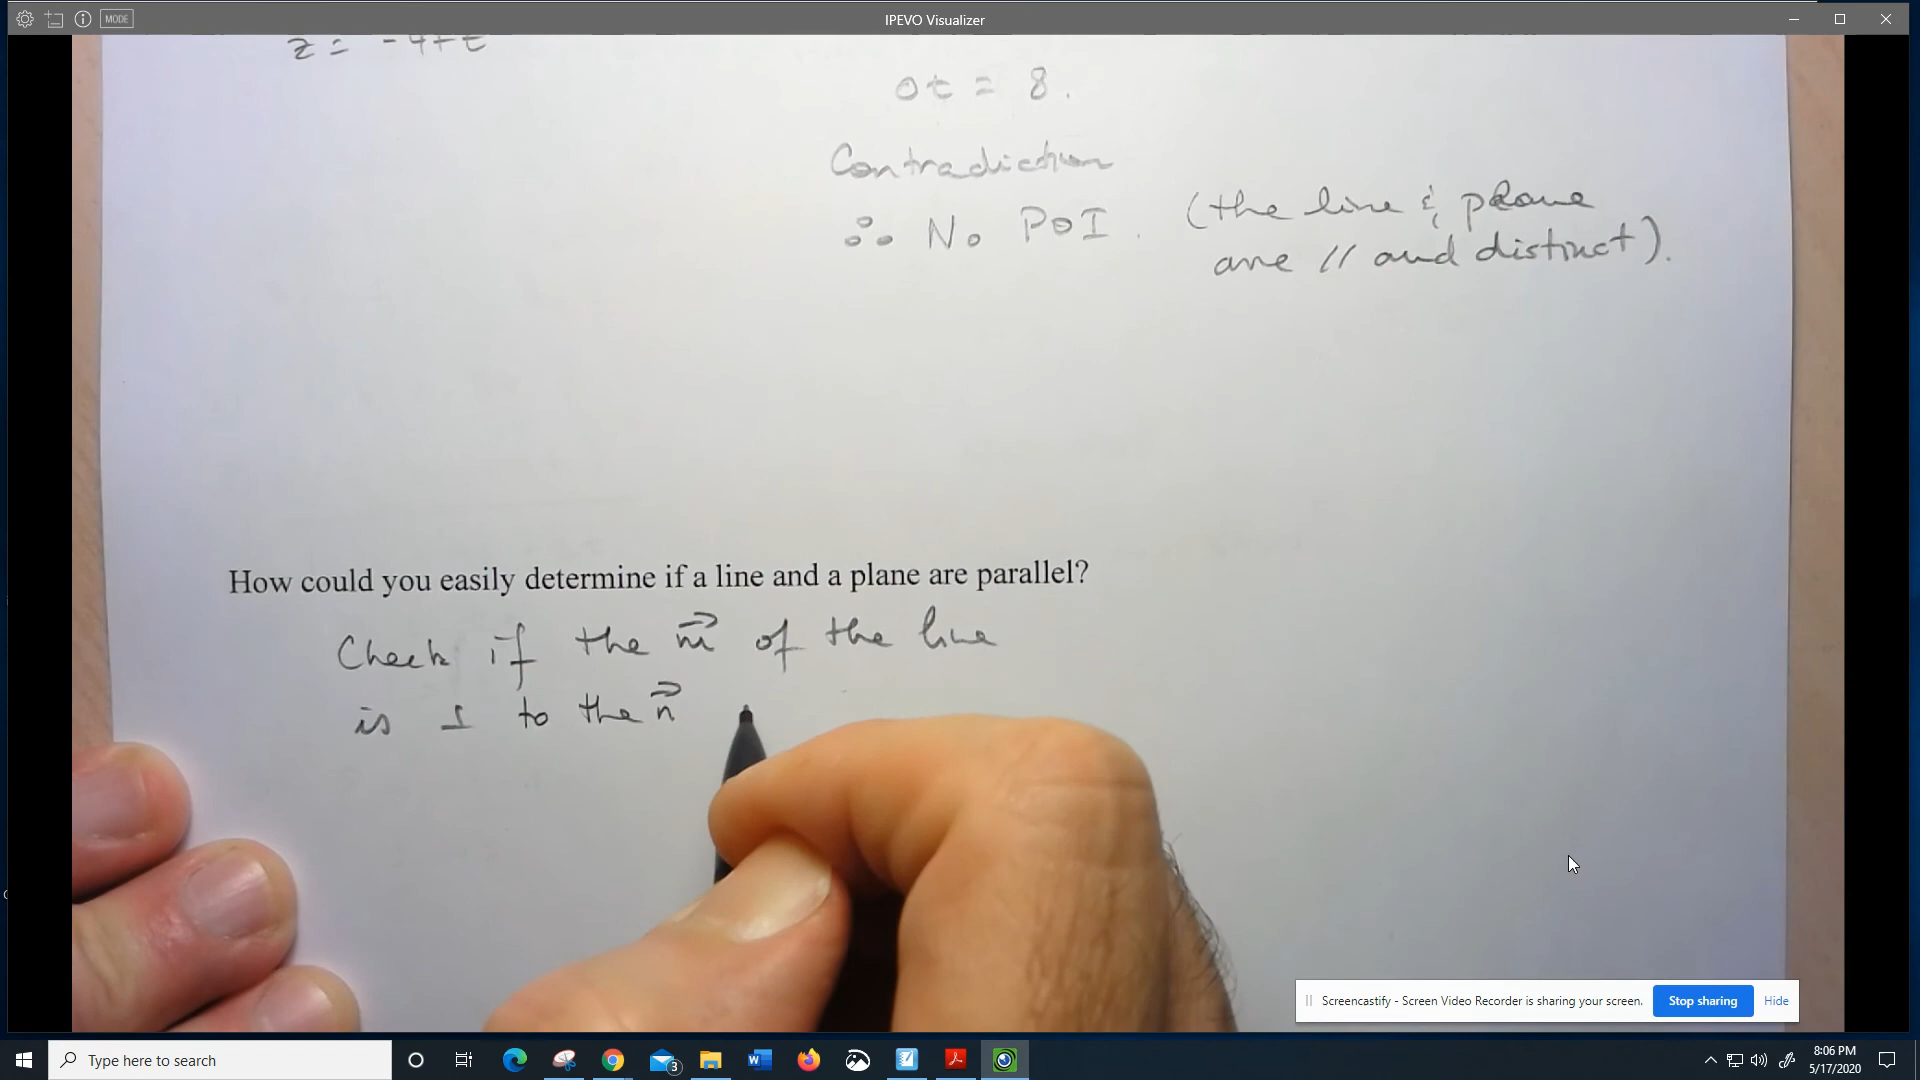 MODE
IPEVO Visualizer
z = -4+t
0t = 8.
Contradiction
∴ No POI. (the line & plane
are // and distinct).
How could you easily determine if a line and a plane are parallel?
Check if the m⃗ of the line
is ⊥ to the n⃗
Screencastify - Screen Video Recorder is sharing your screen.
Stop sharing
Hide
Type here to search
3
8:06 PM
5/17/2020